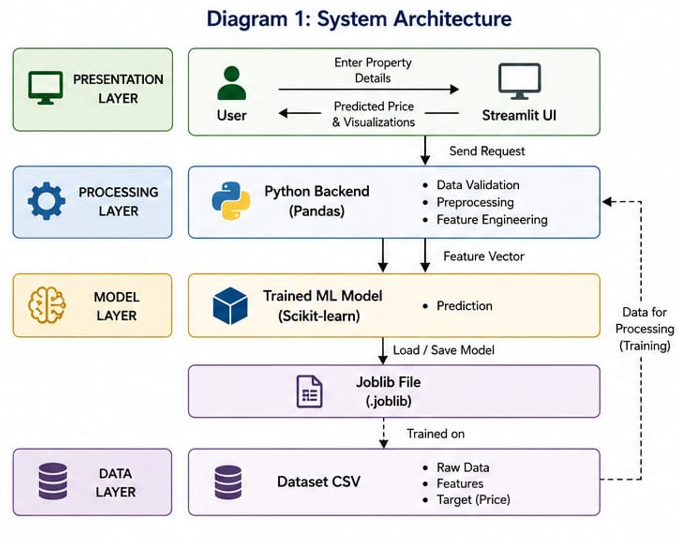 Diagram 1: System Architecture
PRESENTATION
LAYER
User
Enter Property
Details
Predicted Price
& Visualizations
Streamlit UI
Send Request
PROCESSING
LAYER
Python Backend
(Pandas)
• Data Validation
• Preprocessing
• Feature Engineering
Feature Vector
MODEL
LAYER
Trained ML Model
(Scikit-learn)
• Prediction
Data for
Processing
(Training)
Load / Save Model
Joblib File
(.joblib)
Trained on
DATA
LAYER
Dataset CSV
• Raw Data
• Features
• Target (Price)